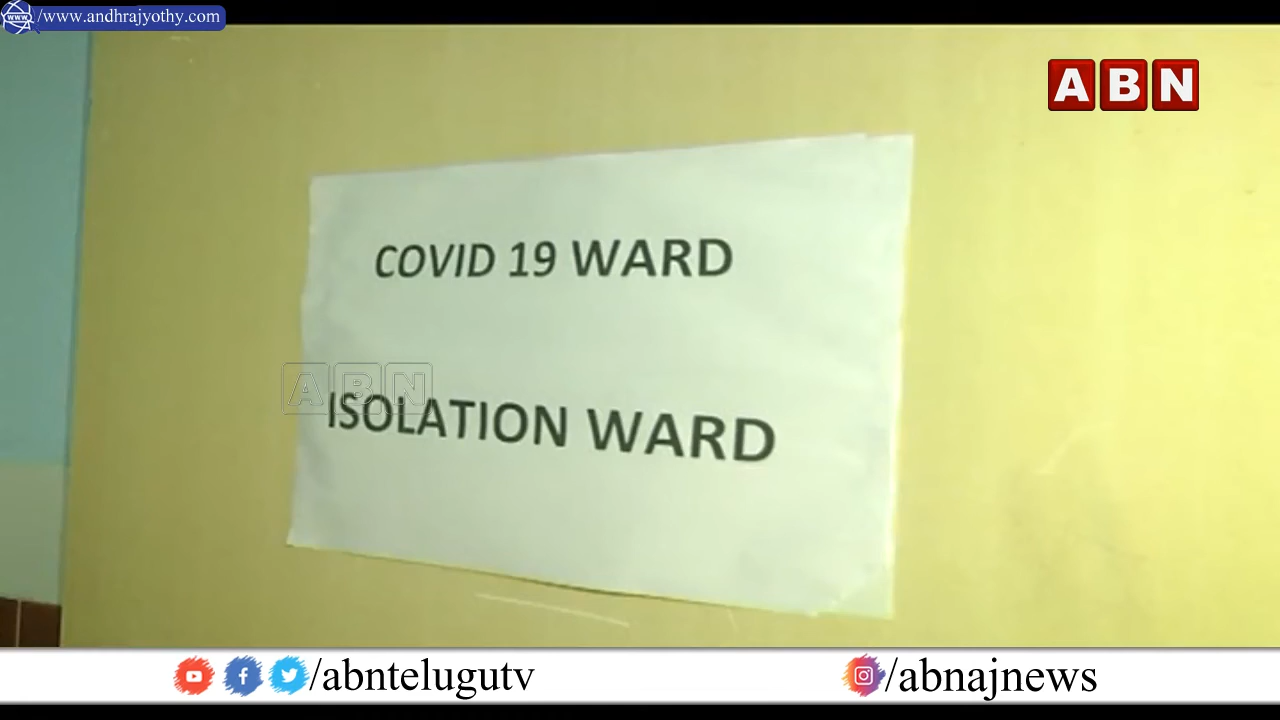 /www.andhrajyothy.com
ABN
COVID 19 WARD
ABN
ISOLATION WARD
/abntelugutv
/abnajnews